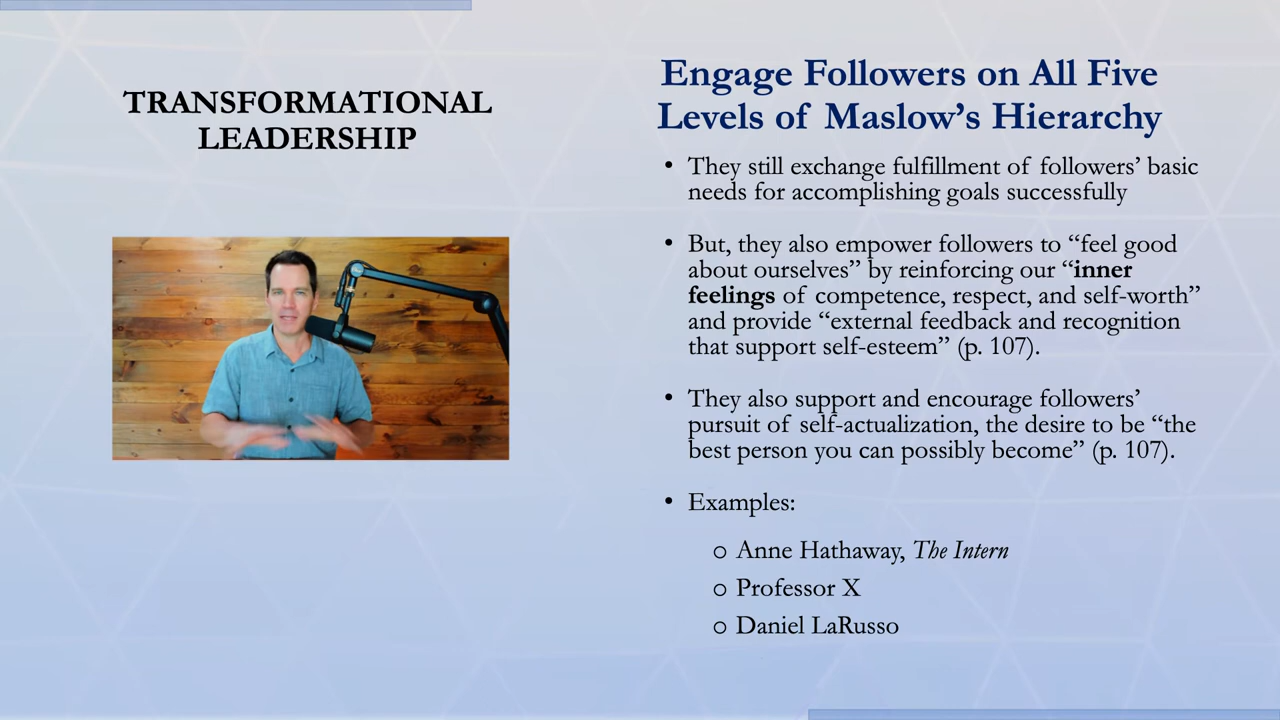 TRANSFORMATIONAL
LEADERSHIP
Engage Followers on All Five
Levels of Maslow’s Hierarchy
• They still exchange fulfillment of followers’ basic
needs for accomplishing goals successfully
• But, they also empower followers to “feel good
about ourselves” by reinforcing our “inner
feelings of competence, respect, and self-worth”
and provide “external feedback and recognition
that support self-esteem” (p. 107).
• They also support and encourage followers’
pursuit of self-actualization, the desire to be “the
best person you can possibly become” (p. 107).
• Examples:
o Anne Hathaway, The Intern
o Professor X
o Daniel LaRusso